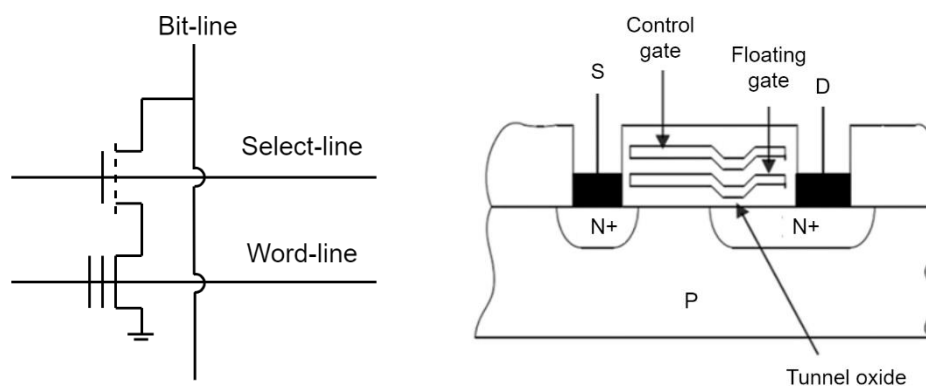 Bit-line
Select-line
Word-line
Control
gate
Floating
gate
S
D
N+
N+
P
Tunnel oxide